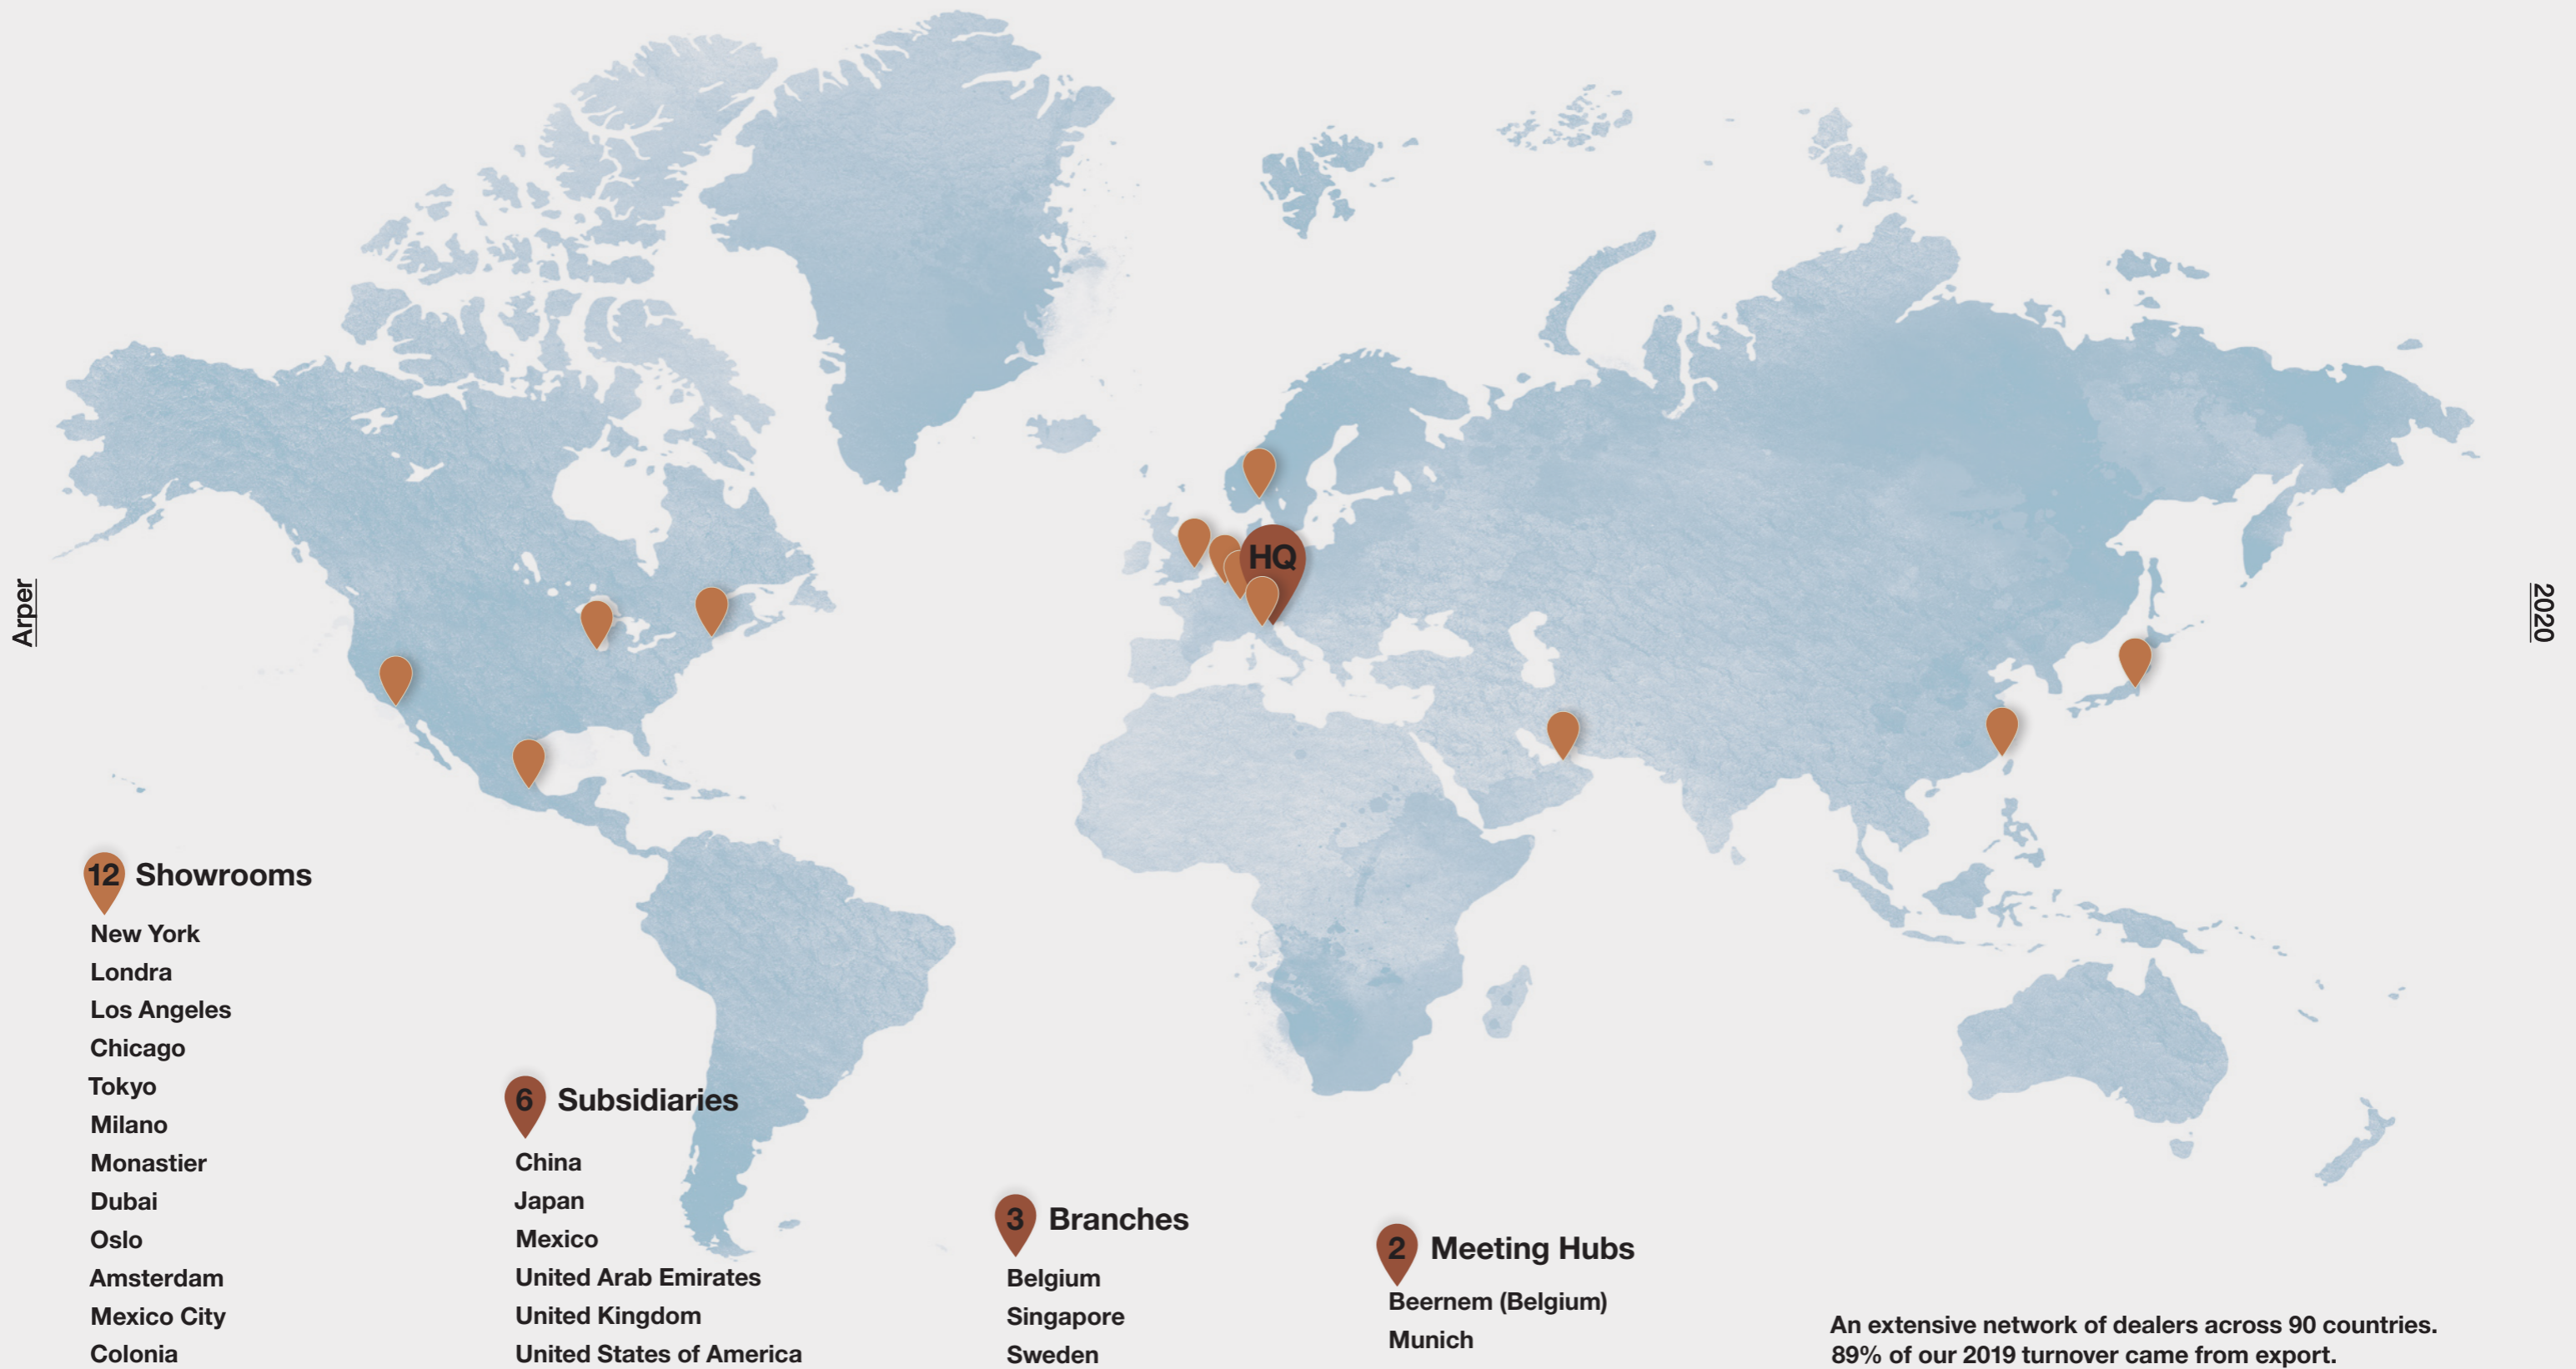 Arper
2020
HQ
12 Showrooms
New York
Londra
Los Angeles
Chicago
Tokyo
Milano
Monastier
Dubai
Oslo
Amsterdam
Mexico City
Colonia
6 Subsidiaries
China
Japan
Mexico
United Arab Emirates
United Kingdom
United States of America
3 Branches
Belgium
Singapore
Sweden
2 Meeting Hubs
Beernem (Belgium)
Munich
An extensive network of dealers across 90 countries.
89% of our 2019 turnover came from export.